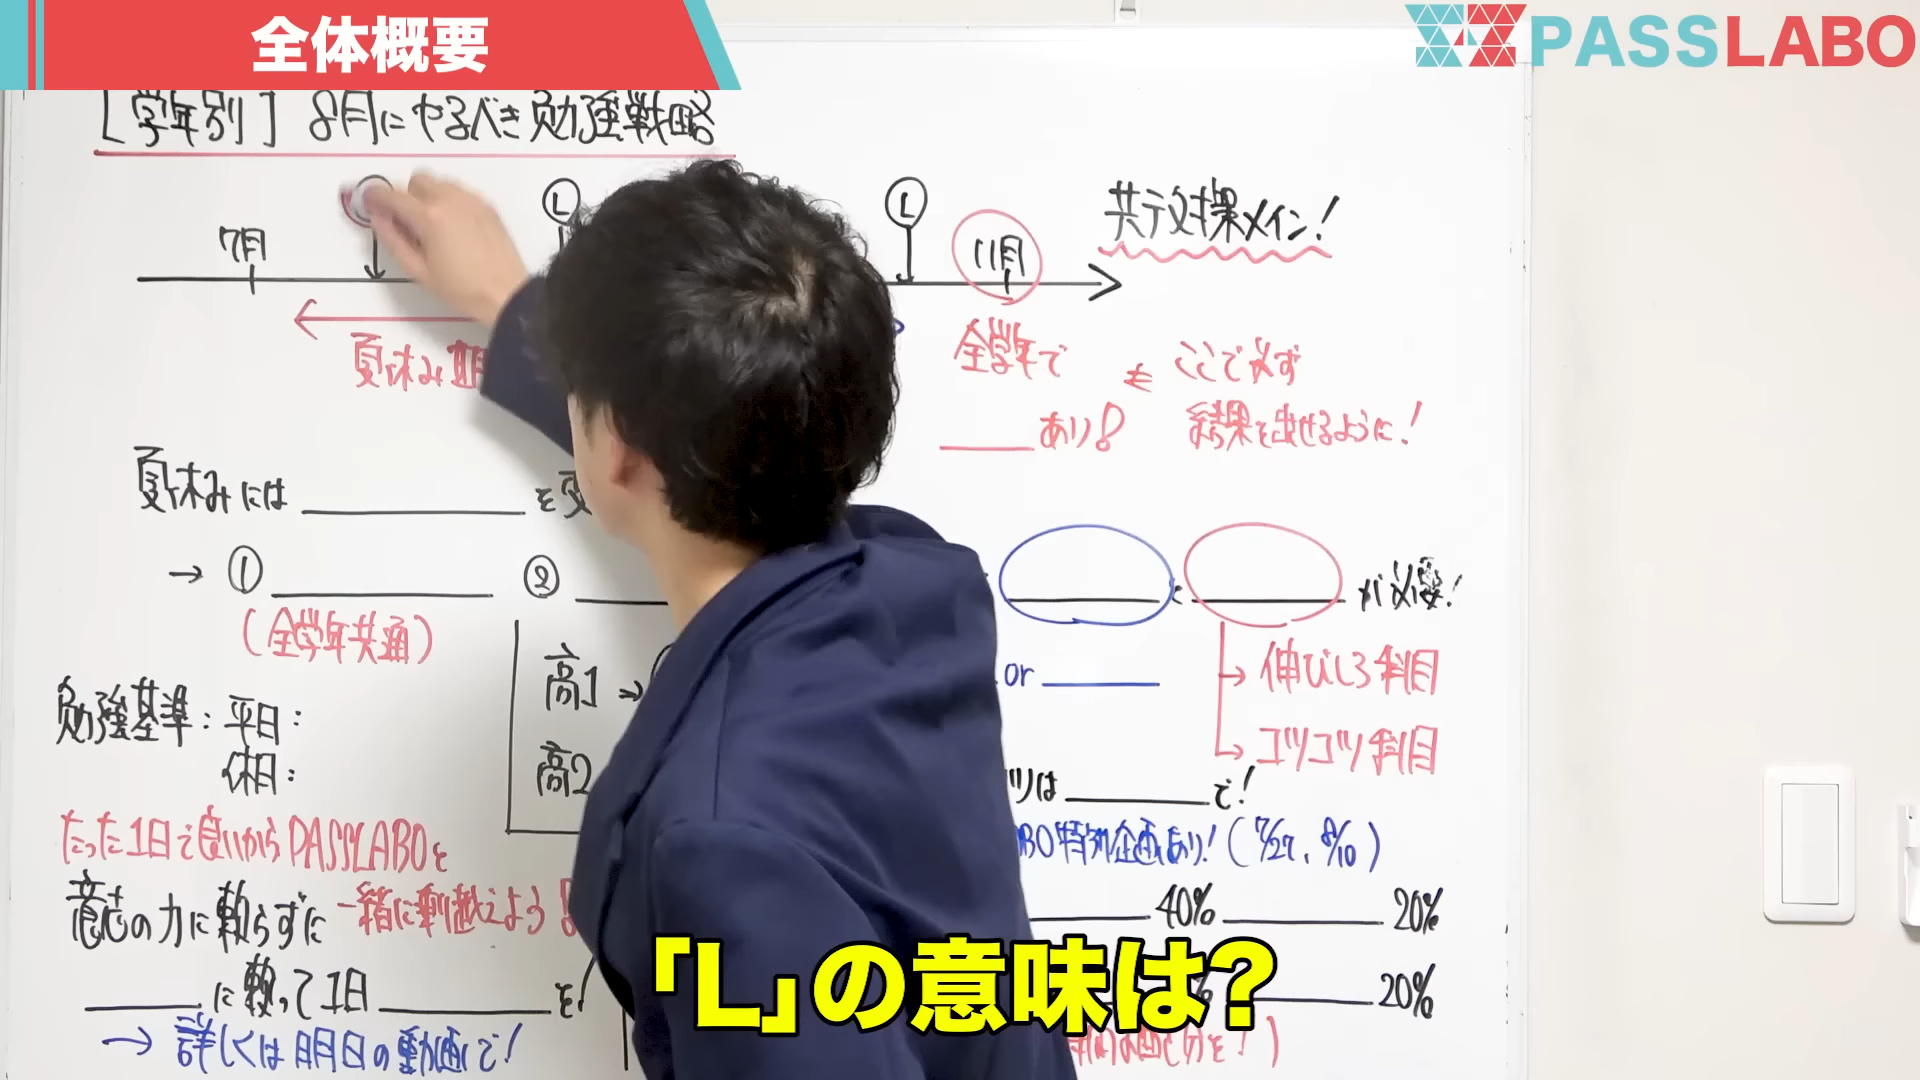 全体概要
PASSLABO
[学年別] 8月にやるべき勉強戦略
7月
L
L
11月
共テ対策メイン!
夏休み期
全学年で
あり!
ここで必ず
結果を出せるように!
夏休みには を変
→ ① ②
(全学年共通)
が必要!
高1 →
or
→ 伸びしろ科目
勉強基準: 平日:
休日:
高2
→ コツコツ科目
ツは で!
たった1日で良いからPASSLABOと
一緒に乗り越えよう!
BO特別企画あり! (7/27、8/10)
意志の力に頼らずに
40% 20%
に頼って1日 を!
% 20%
→ 詳しくは明日の動画で!
「L」の意味は?